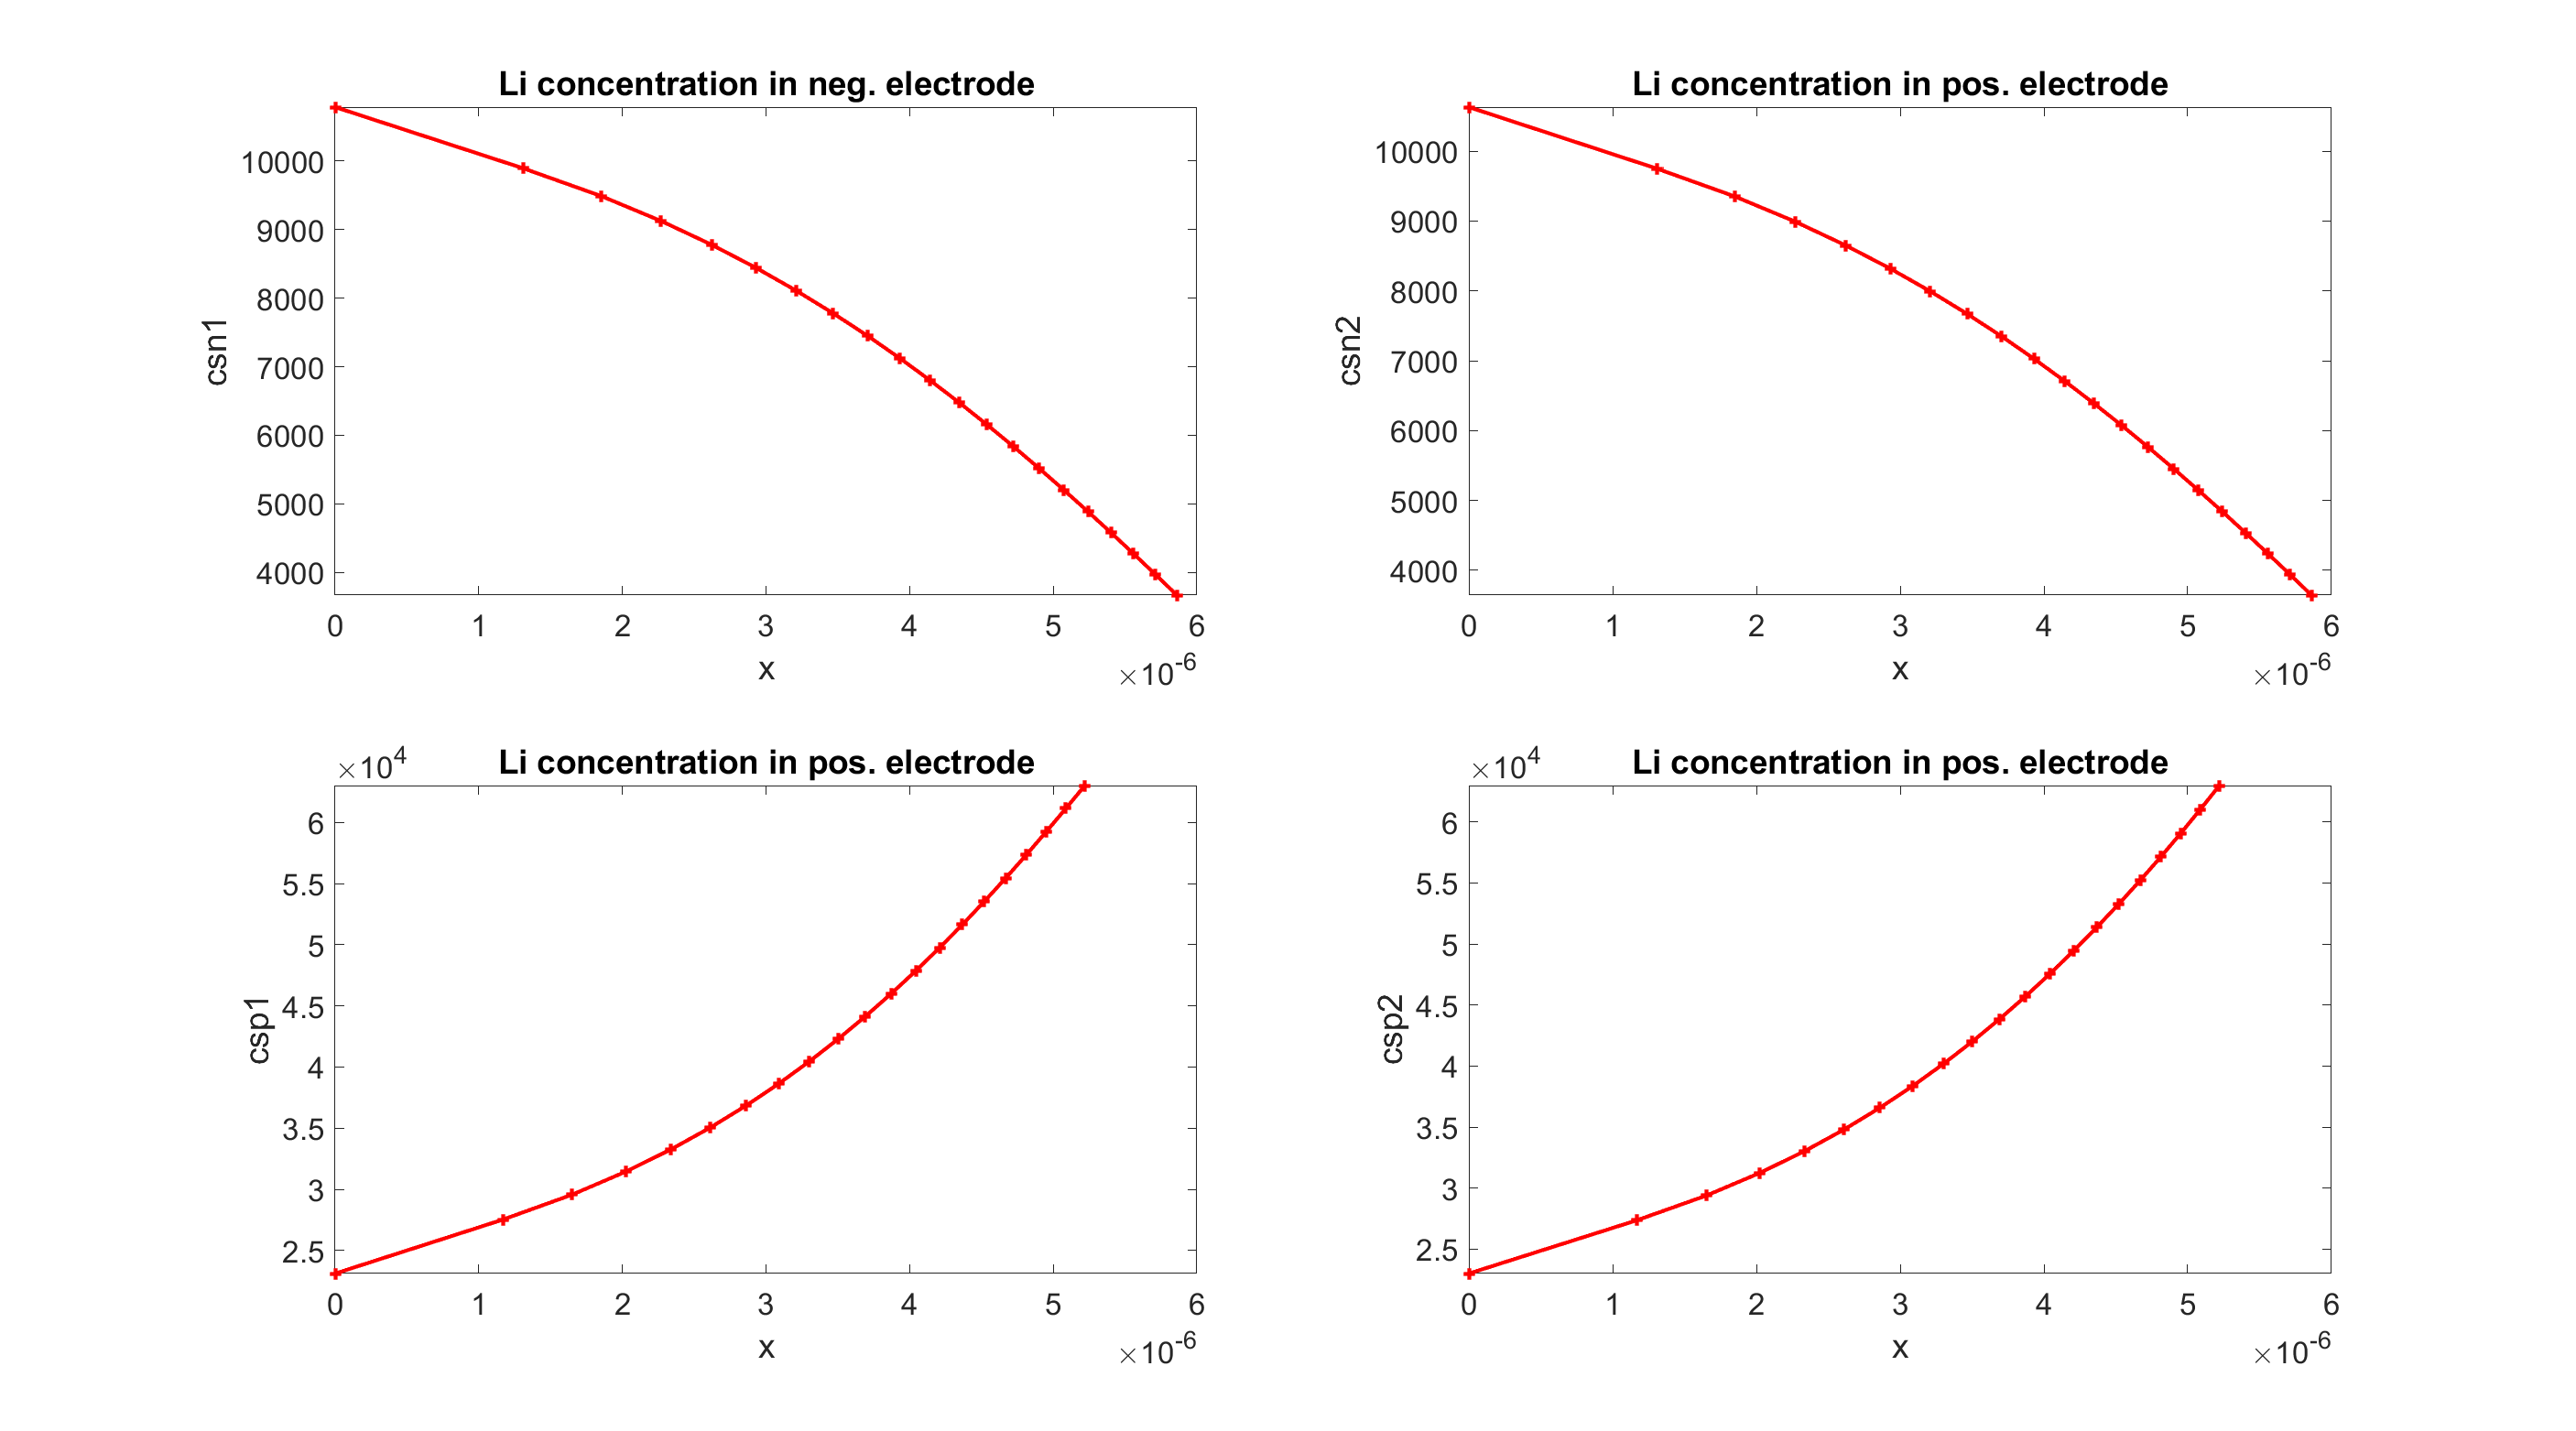 Li concentration in neg. electrode
10000
9000
8000
7000
6000
5000
4000
csn1
0 1 2 3 4 5 6
x
×10-6
Li concentration in pos. electrode
10000
9000
8000
7000
6000
5000
4000
csn2
0 1 2 3 4 5 6
x
×10-6
Li concentration in pos. electrode
×104
6
5.5
5
4.5
4
3.5
3
2.5
csp1
0 1 2 3 4 5 6
x
×10-6
Li concentration in pos. electrode
×104
6
5.5
5
4.5
4
3.5
3
2.5
csp2
0 1 2 3 4 5 6
x
×10-6